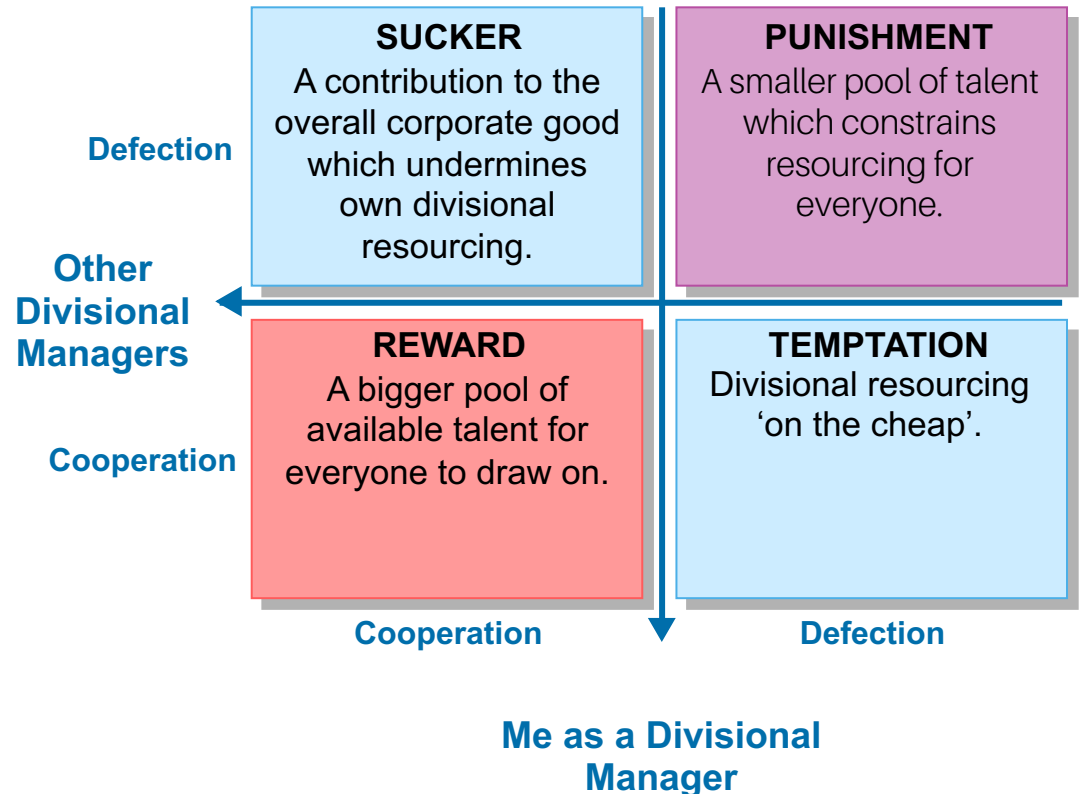 SUCKER
A contribution to the
overall corporate good
which undermines
own divisional
resourcing.
PUNISHMENT
A smaller pool of talent
which constrains
resourcing for
everyone.
Defection
Other
Divisional
Managers
REWARD
A bigger pool of
available talent for
everyone to draw on.
TEMPTATION
Divisional resourcing
‘on the cheap’.
Cooperation
Cooperation
Defection
Me as a Divisional
Manager